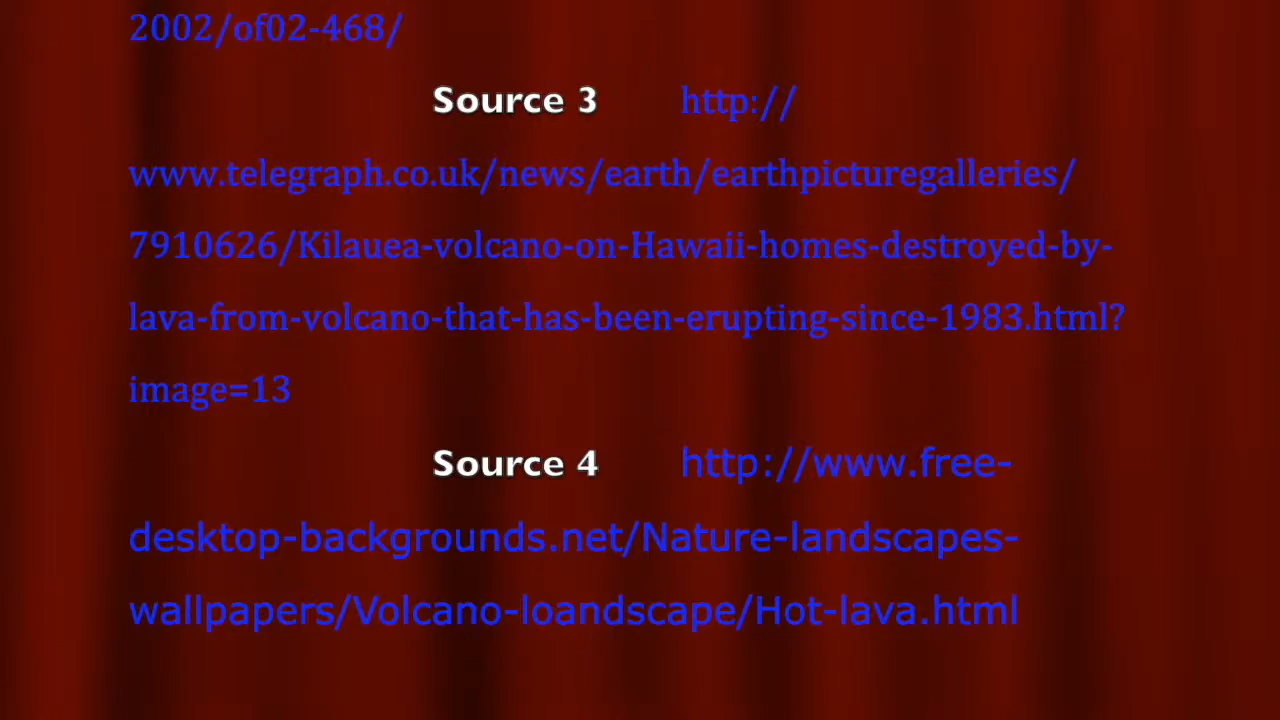 2002/of02-468/
Source 3 http://
www.telegraph.co.uk/news/earth/earthpicturegalleries/
7910626/Kilauea-volcano-on-Hawaii-homes-destroyed-by-
lava-from-volcano-that-has-been-erupting-since-1983.html?
image=13
Source 4 http://www.free-
desktop-backgrounds.net/Nature-landscapes-
wallpapers/Volcano-loandscape/Hot-lava.html